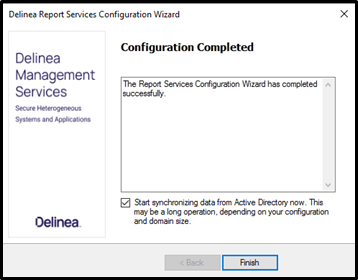 Delinea Report Services Configuration Wizard
Delinea
Management
Services
Secure Heterogeneous
Systems and Applications
Delinea
Configuration Completed
The Report Services Configuration Wizard has completed
successfully.
Start synchronizing data from Active Directory now. This
may be a long operation, depending on your configuration
and domain size.
< Back
Finish